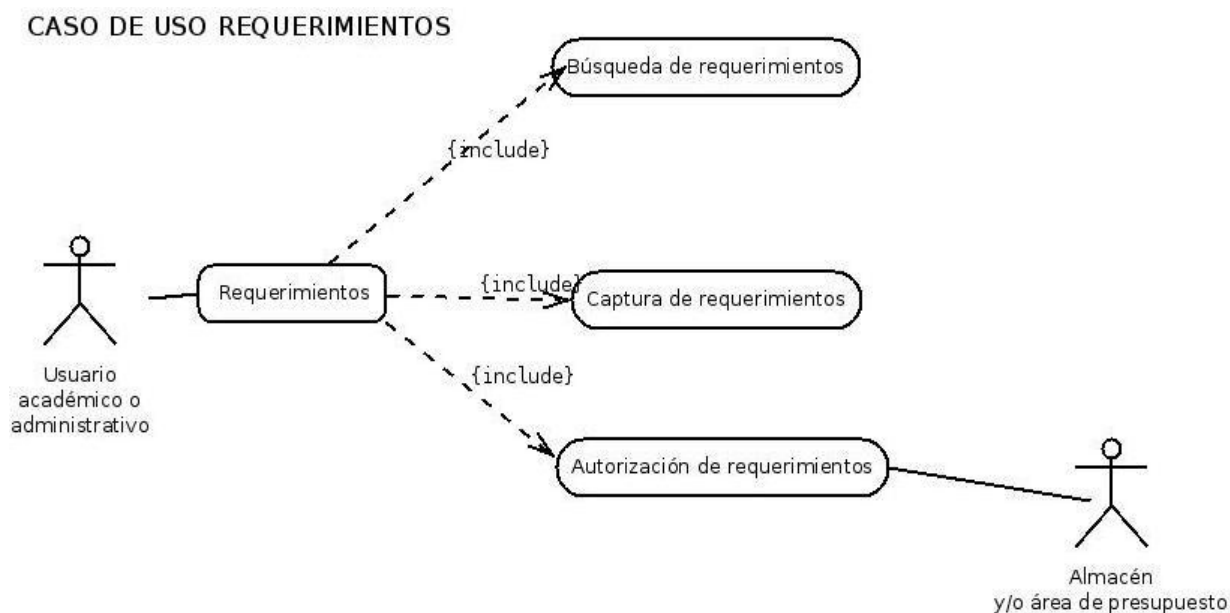 CASO DE USO REQUERIMIENTOS
Búsqueda de requerimientos
{include}
Requerimientos
{include}
Captura de requerimientos
Usuario
académico o
administrativo
{include}
Autorización de requerimientos
Almacén
y/o área de presupuesto